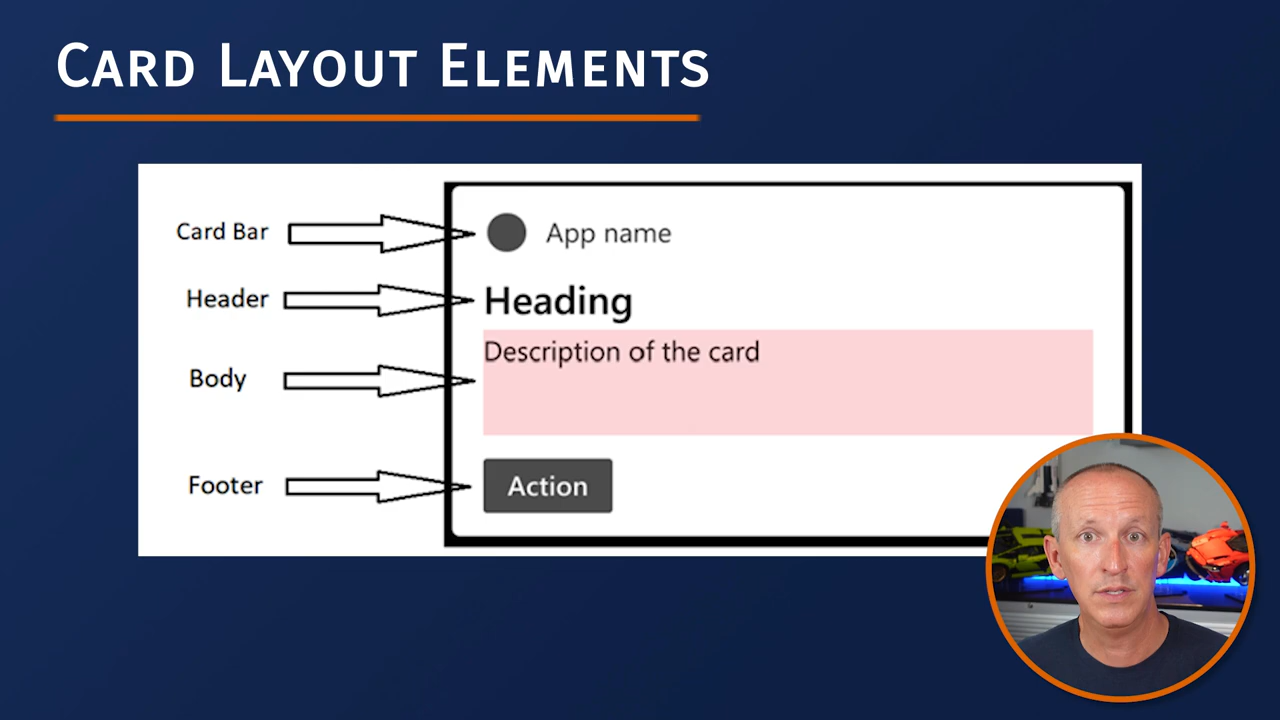 Card Layout Elements
Card Bar
App name
Header
Heading
Description of the card
Body
Footer
Action